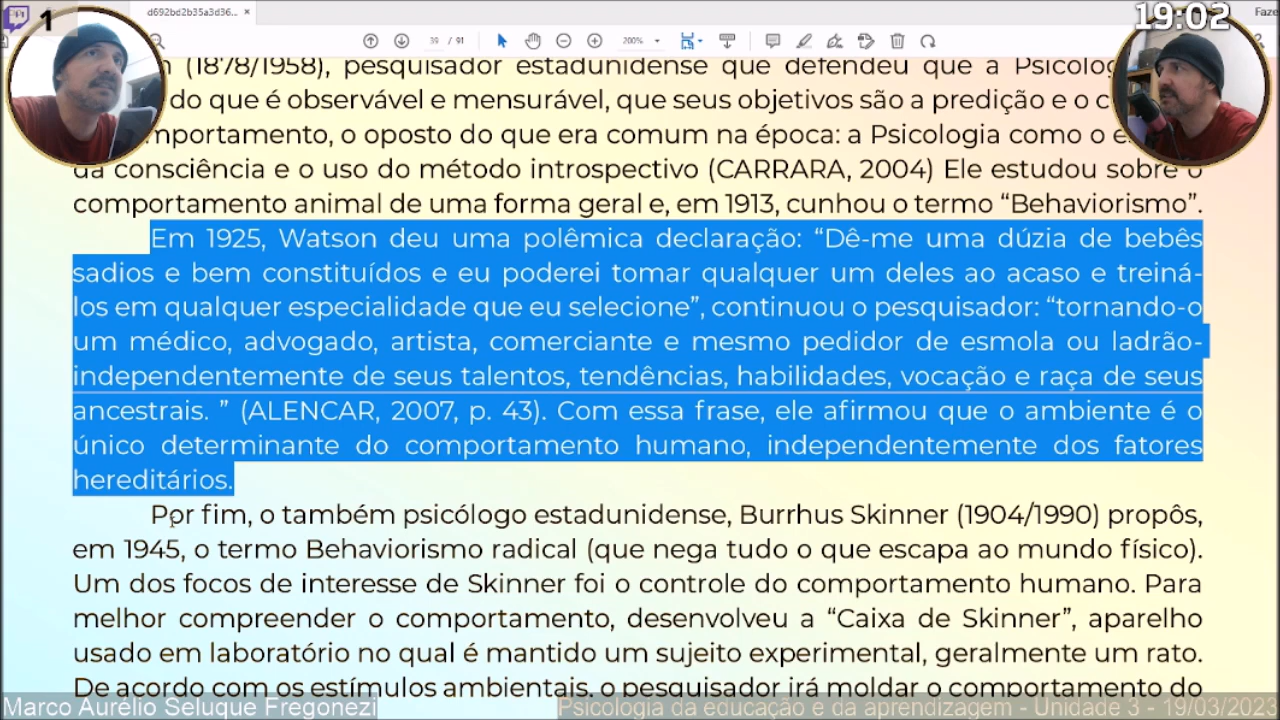 1
d692bd2b35a3d36...
19:02
Faze
39 / 91
200%
(1878/1958), pesquisador estadunidense que defendeu que a Psicolog
do que é observável e mensurável, que seus objetivos são a predição e o c
mportamento, o oposto do que era comum na época: a Psicologia como o e
da consciência e o uso do método introspectivo (CARRARA, 2004) Ele estudou sobre o
comportamento animal de uma forma geral e, em 1913, cunhou o termo “Behaviorismo”.
Em 1925, Watson deu uma polêmica declaração: “Dê-me uma dúzia de bebês
sadios e bem constituídos e eu poderei tomar qualquer um deles ao acaso e treiná-
los em qualquer especialidade que eu selecione”, continuou o pesquisador: “tornando-o
um médico, advogado, artista, comerciante e mesmo pedidor de esmola ou ladrão-
independentemente de seus talentos, tendências, habilidades, vocação e raça de seus
ancestrais. ” (ALENCAR, 2007, p. 43). Com essa frase, ele afirmou que o ambiente é o
único determinante do comportamento humano, independentemente dos fatores
hereditários.
Por fim, o também psicólogo estadunidense, Burrhus Skinner (1904/1990) propôs,
em 1945, o termo Behaviorismo radical (que nega tudo o que escapa ao mundo físico).
Um dos focos de interesse de Skinner foi o controle do comportamento humano. Para
melhor compreender o comportamento, desenvolveu a “Caixa de Skinner”, aparelho
usado em laboratório no qual é mantido um sujeito experimental, geralmente um rato.
De acordo com os estímulos ambientais, o pesquisador irá moldar o comportamento do
Marco Aurélio Seluque Fregonezi
Psicologia da educação e da aprendizagem - Unidade 3 - 19/03/2023